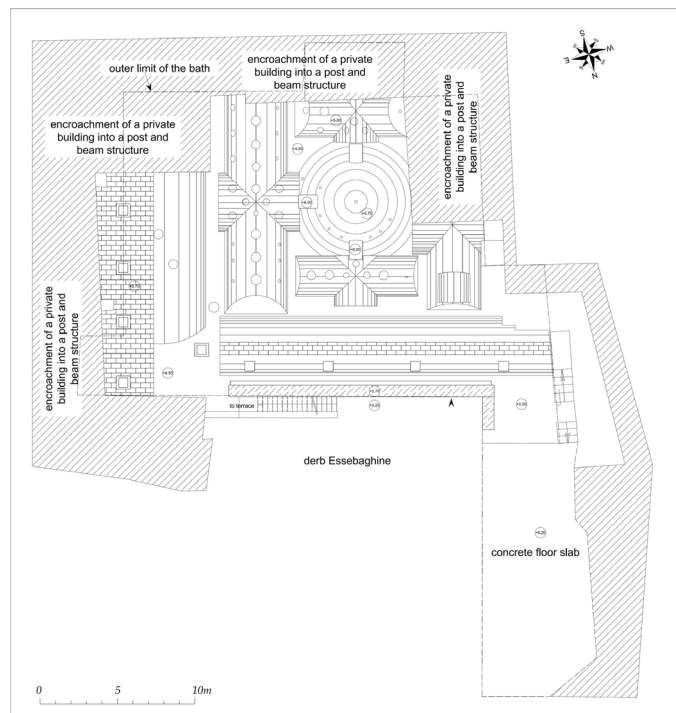 S
W
E
N
outer limit of the bath
encroachment of a private
building into a post and
beam structure
encroachment of a private
building into a post and
beam structure
encroachment of a private
building into a post and
beam structure
encroachment of a private
building into a post and
beam structure
to terrace
derb Essebaghine
concrete floor slab
0 5 10m